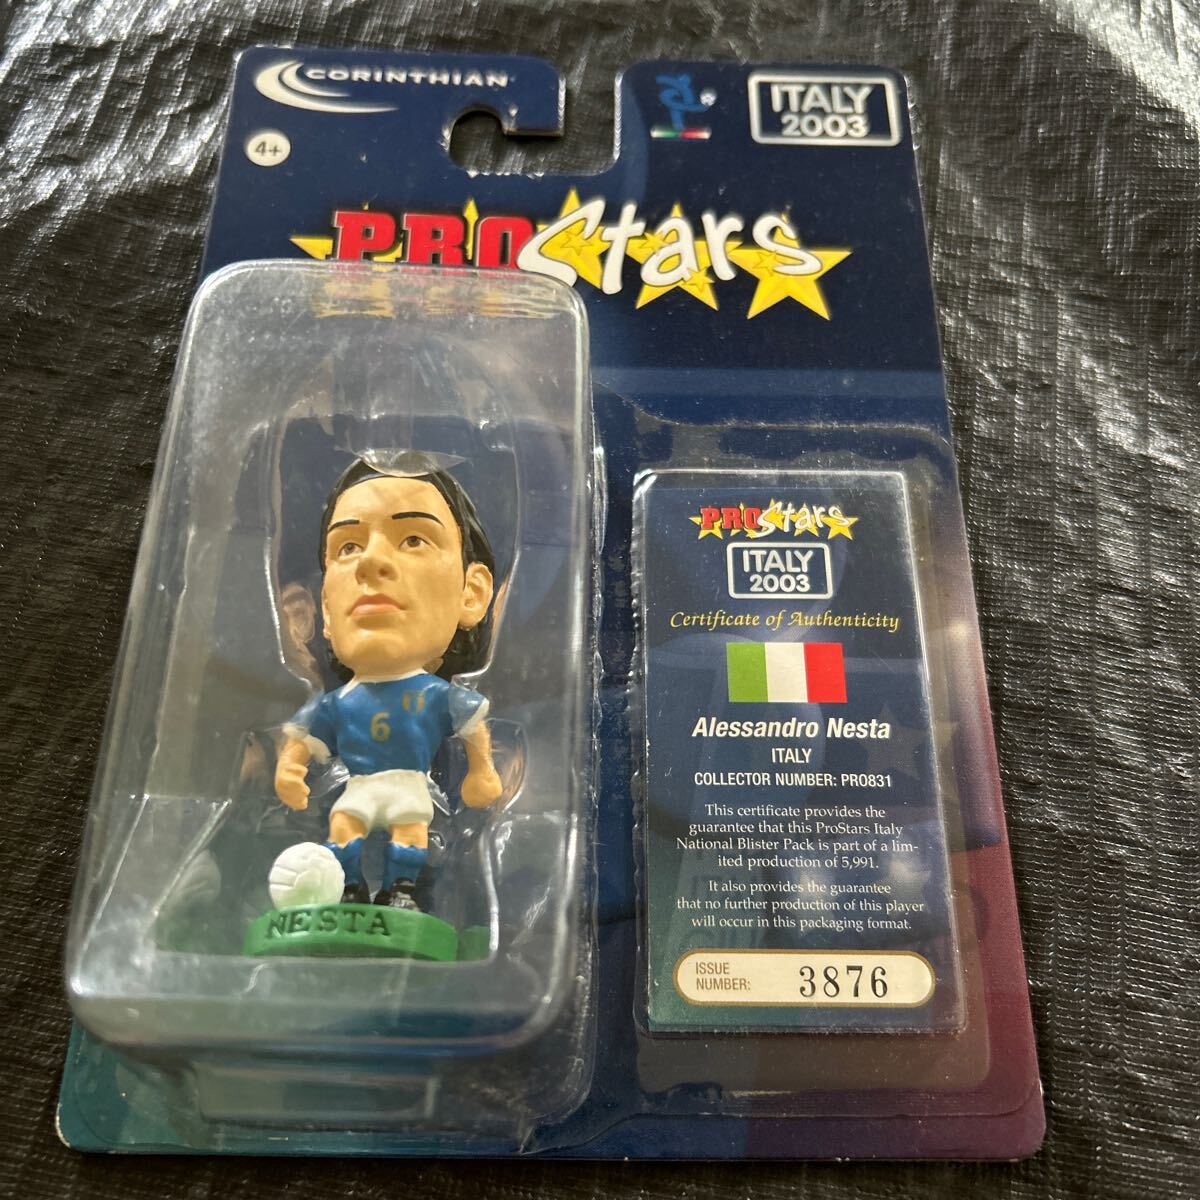 CORINTHIAN
4+
ITALY
2003
PROStars
6
NESTA
PROStars
ITALY
2003
Certificate of Authenticity
Alessandro Nesta
ITALY
COLLECTOR NUMBER: PRO831
This certificate provides the
guarantee that this ProStars Italy
National Blister Pack is part of a lim-
ited production of 5,991.
It also provides the guarantee
that no further production of this player
will occur in this packaging format.
ISSUE
NUMBER:
3876